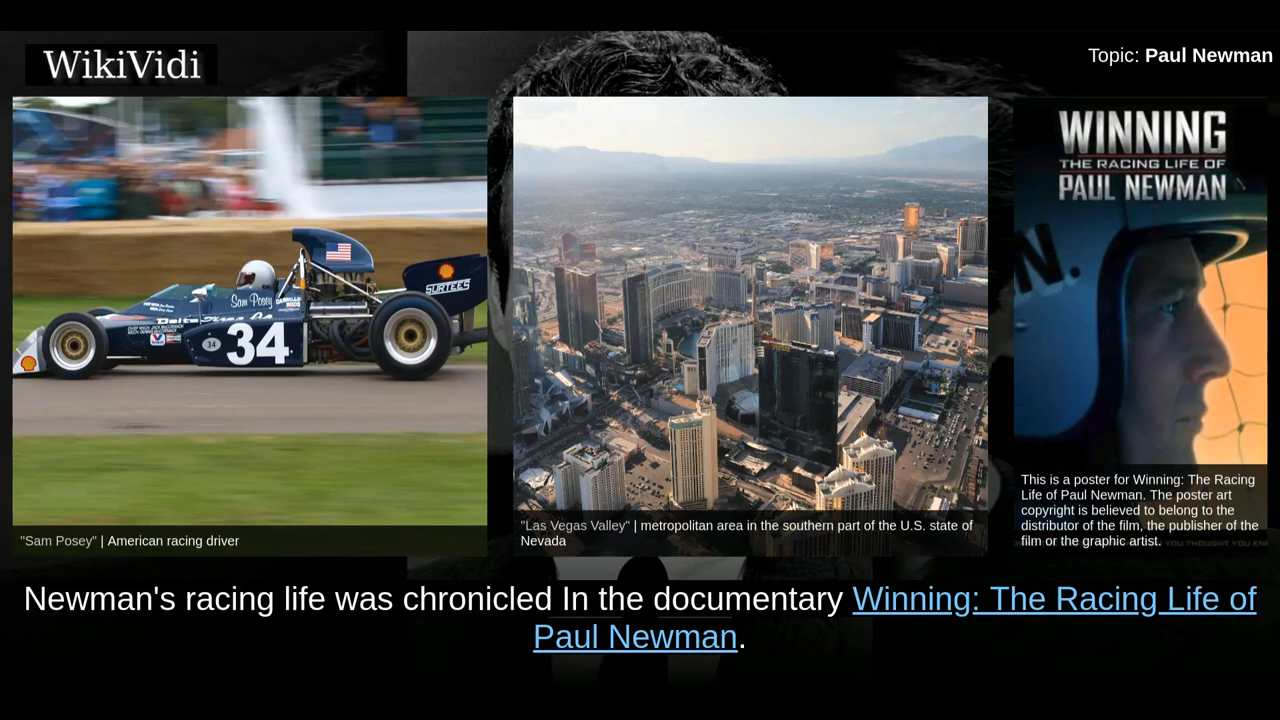 WikiVidi
Topic: Paul Newman
Sam Posey
34
34
SURTEES
"Sam Posey" | American racing driver
"Las Vegas Valley" | metropolitan area in the southern part of the U.S. state of
Nevada
WINNING
THE RACING LIFE OF
PAUL NEWMAN
N.
This is a poster for Winning: The Racing
Life of Paul Newman. The poster art
copyright is believed to belong to the
distributor of the film, the publisher of the
film or the graphic artist.
Newman's racing life was chronicled In the documentary Winning: The Racing Life of
Paul Newman.